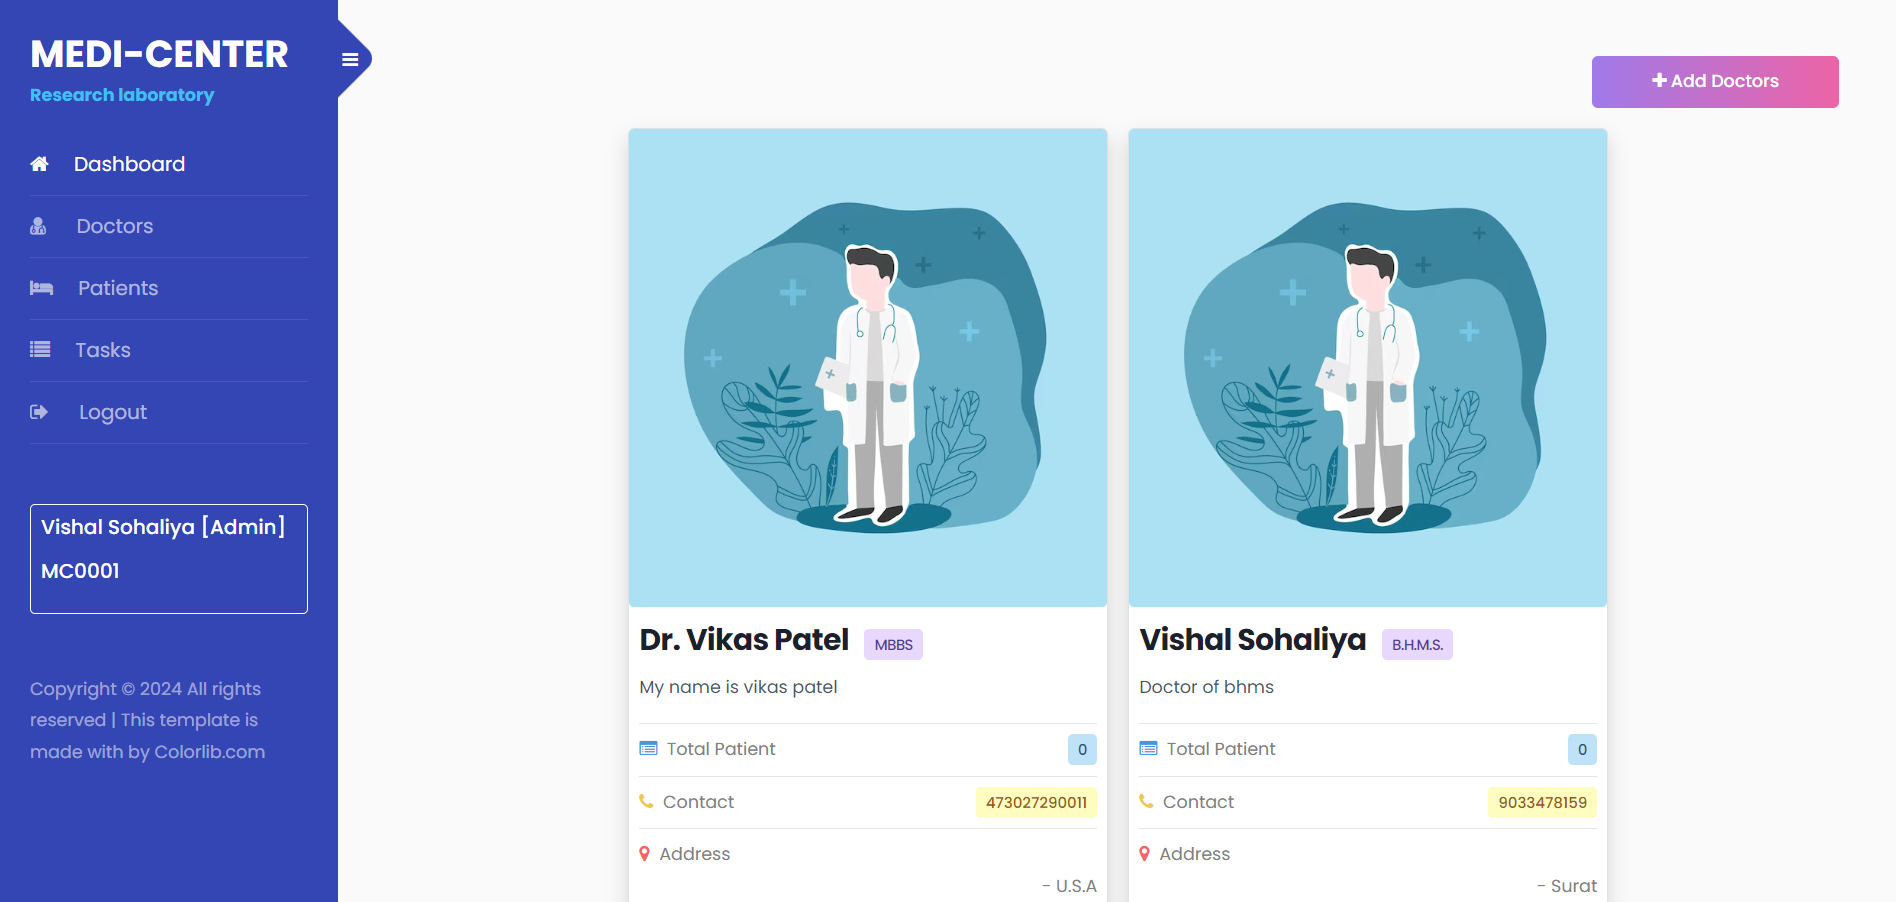 MEDI-CENTER
Research laboratory
Dashboard
Doctors
Patients
Tasks
Logout
Vishal Sohaliya [Admin]
MC0001
Copyright © 2024 All rights
reserved | This template is
made with by Colorlib.com
Add Doctors
Dr. Vikas Patel MBBS
My name is vikas patel
Total Patient 0
Contact 473027290011
Address
- U.S.A
Vishal Sohaliya B.H.M.S.
Doctor of bhms
Total Patient 0
Contact 9033478159
Address
- Surat